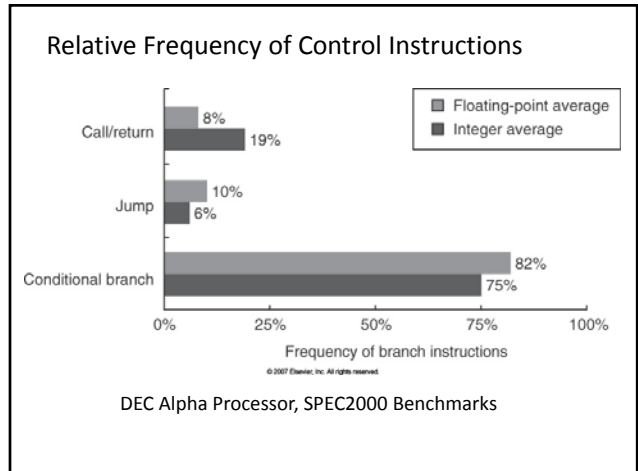 Relative Frequency of Control Instructions
Floating-point average
Integer average
Call/return
8%
19%
Jump
10%
6%
Conditional branch
82%
75%
0% 25% 50% 75% 100%
Frequency of branch instructions
© 2007 Elsevier, Inc. All rights reserved.
DEC Alpha Processor, SPEC2000 Benchmarks